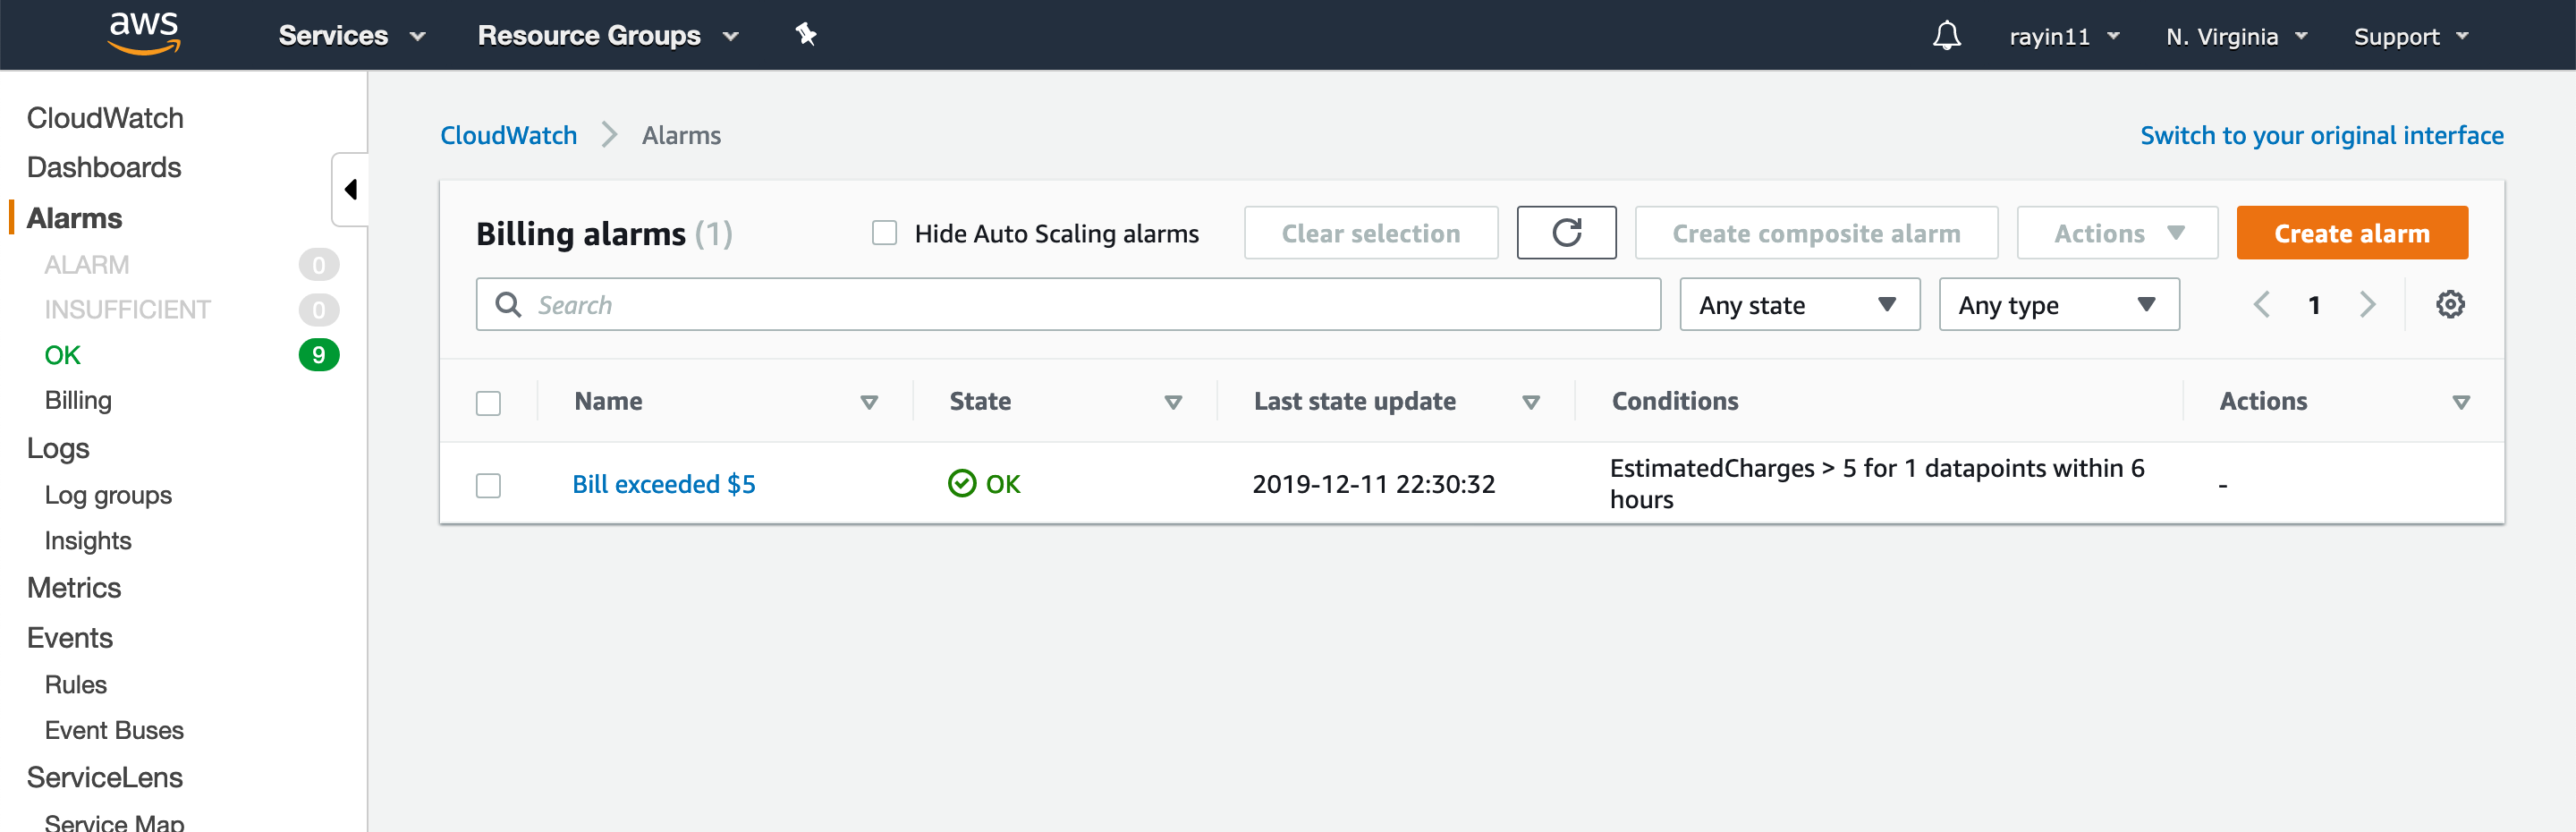 aws
Services
Resource Groups
rayin11
N. Virginia
Support
CloudWatch
Dashboards
Alarms
ALARM 0
INSUFFICIENT 0
OK 9
Billing
Logs
Log groups
Insights
Metrics
Events
Rules
Event Buses
ServiceLens
Service Map
CloudWatch Alarms
Switch to your original interface
Billing alarms (1)
Hide Auto Scaling alarms
Clear selection
Create composite alarm
Actions
Create alarm
Search
Any state
Any type
1
Name State Last state update Conditions Actions
Bill exceeded $5 OK 2019-12-11 22:30:32 EstimatedCharges > 5 for 1 datapoints within 6
hours
-